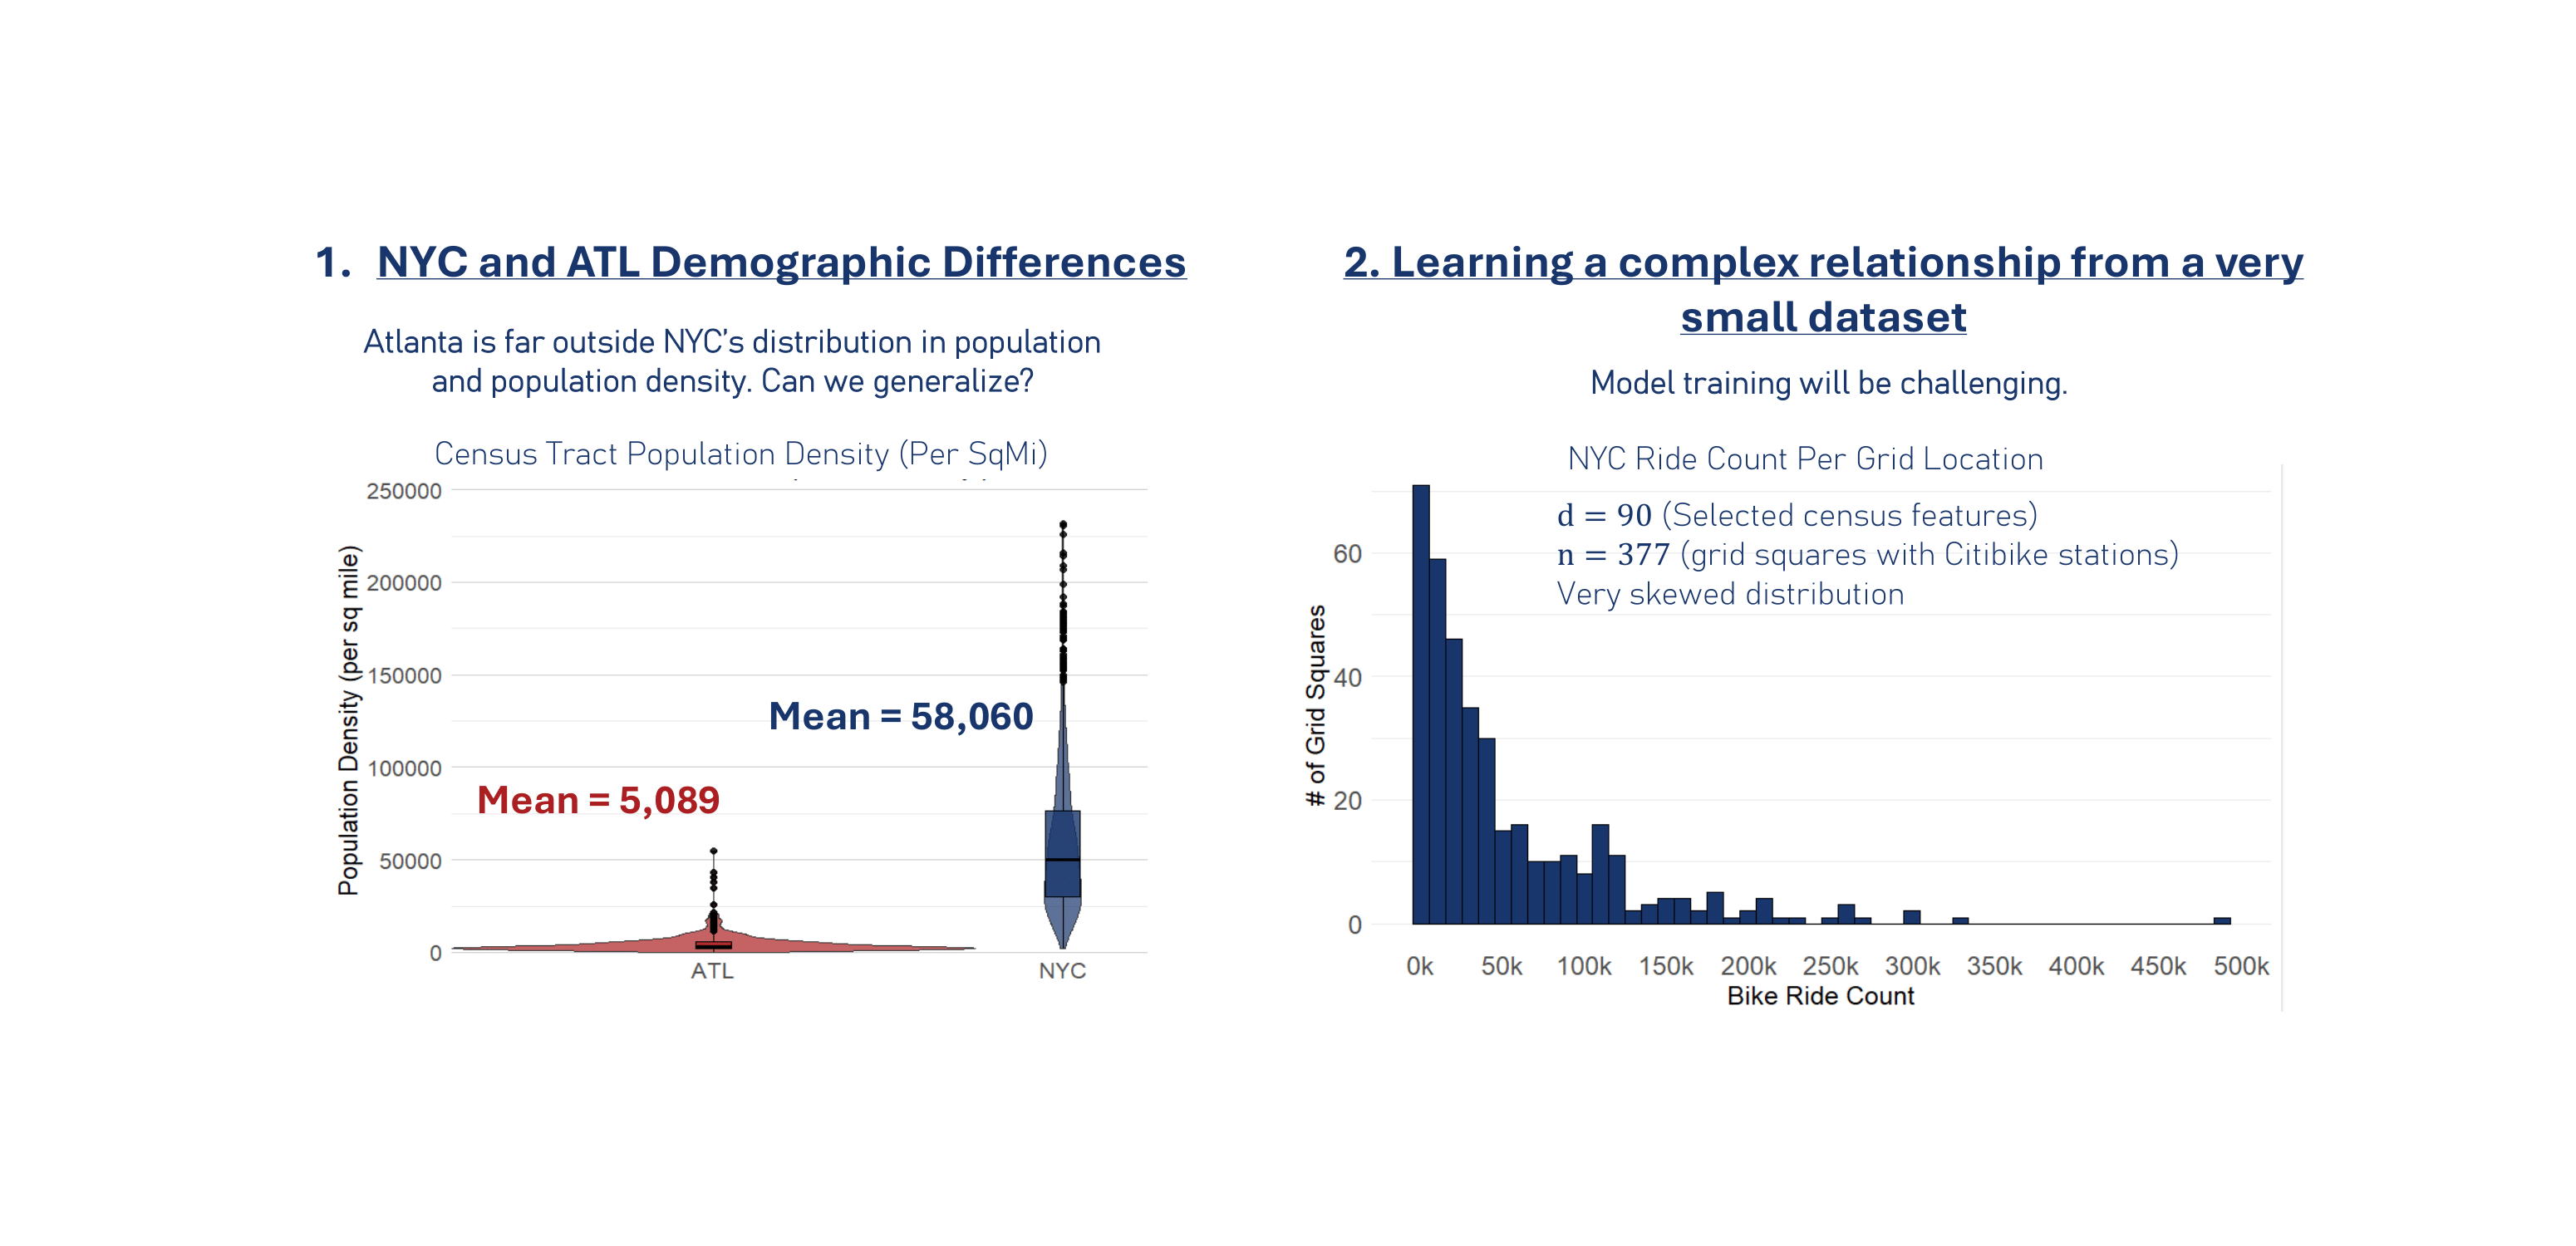 1. NYC and ATL Demographic Differences
Atlanta is far outside NYC's distribution in population
and population density. Can we generalize?
Census Tract Population Density (Per SqMi)
Population Density (per sq mile)
250000
200000
150000
100000
50000
0
Mean = 58,060
Mean = 5,089
ATL
NYC
2. Learning a complex relationship from a very
small dataset
Model training will be challenging.
NYC Ride Count Per Grid Location
d = 90 (Selected census features)
n = 377 (grid squares with Citibike stations)
Very skewed distribution
# of Grid Squares
60
40
20
0
0k 50k 100k 150k 200k 250k 300k 350k 400k 450k 500k
Bike Ride Count